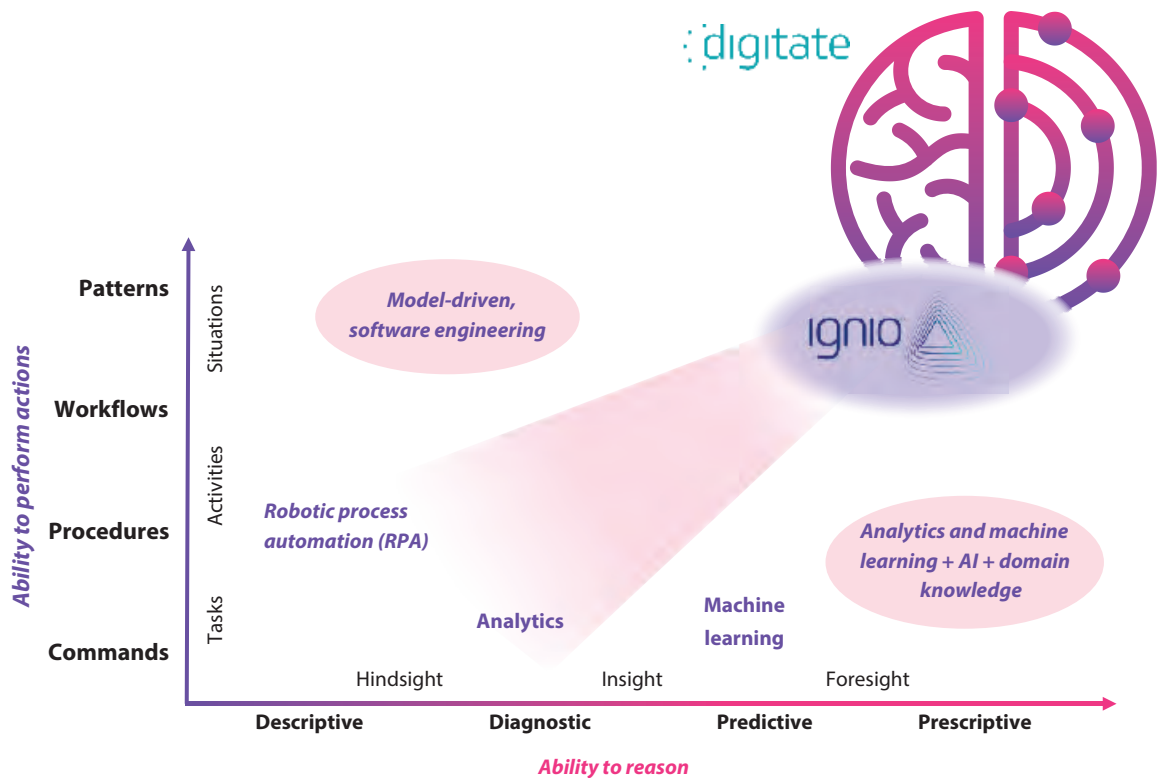 digitate
ignio
Patterns
Workflows
Procedures
Commands
Ability to perform actions
Situations
Activities
Tasks
Model-driven,
software engineering
Robotic process
automation (RPA)
Analytics
Machine
learning
Analytics and machine
learning + AI + domain
knowledge
Hindsight
Insight
Foresight
Descriptive
Diagnostic
Predictive
Prescriptive
Ability to reason